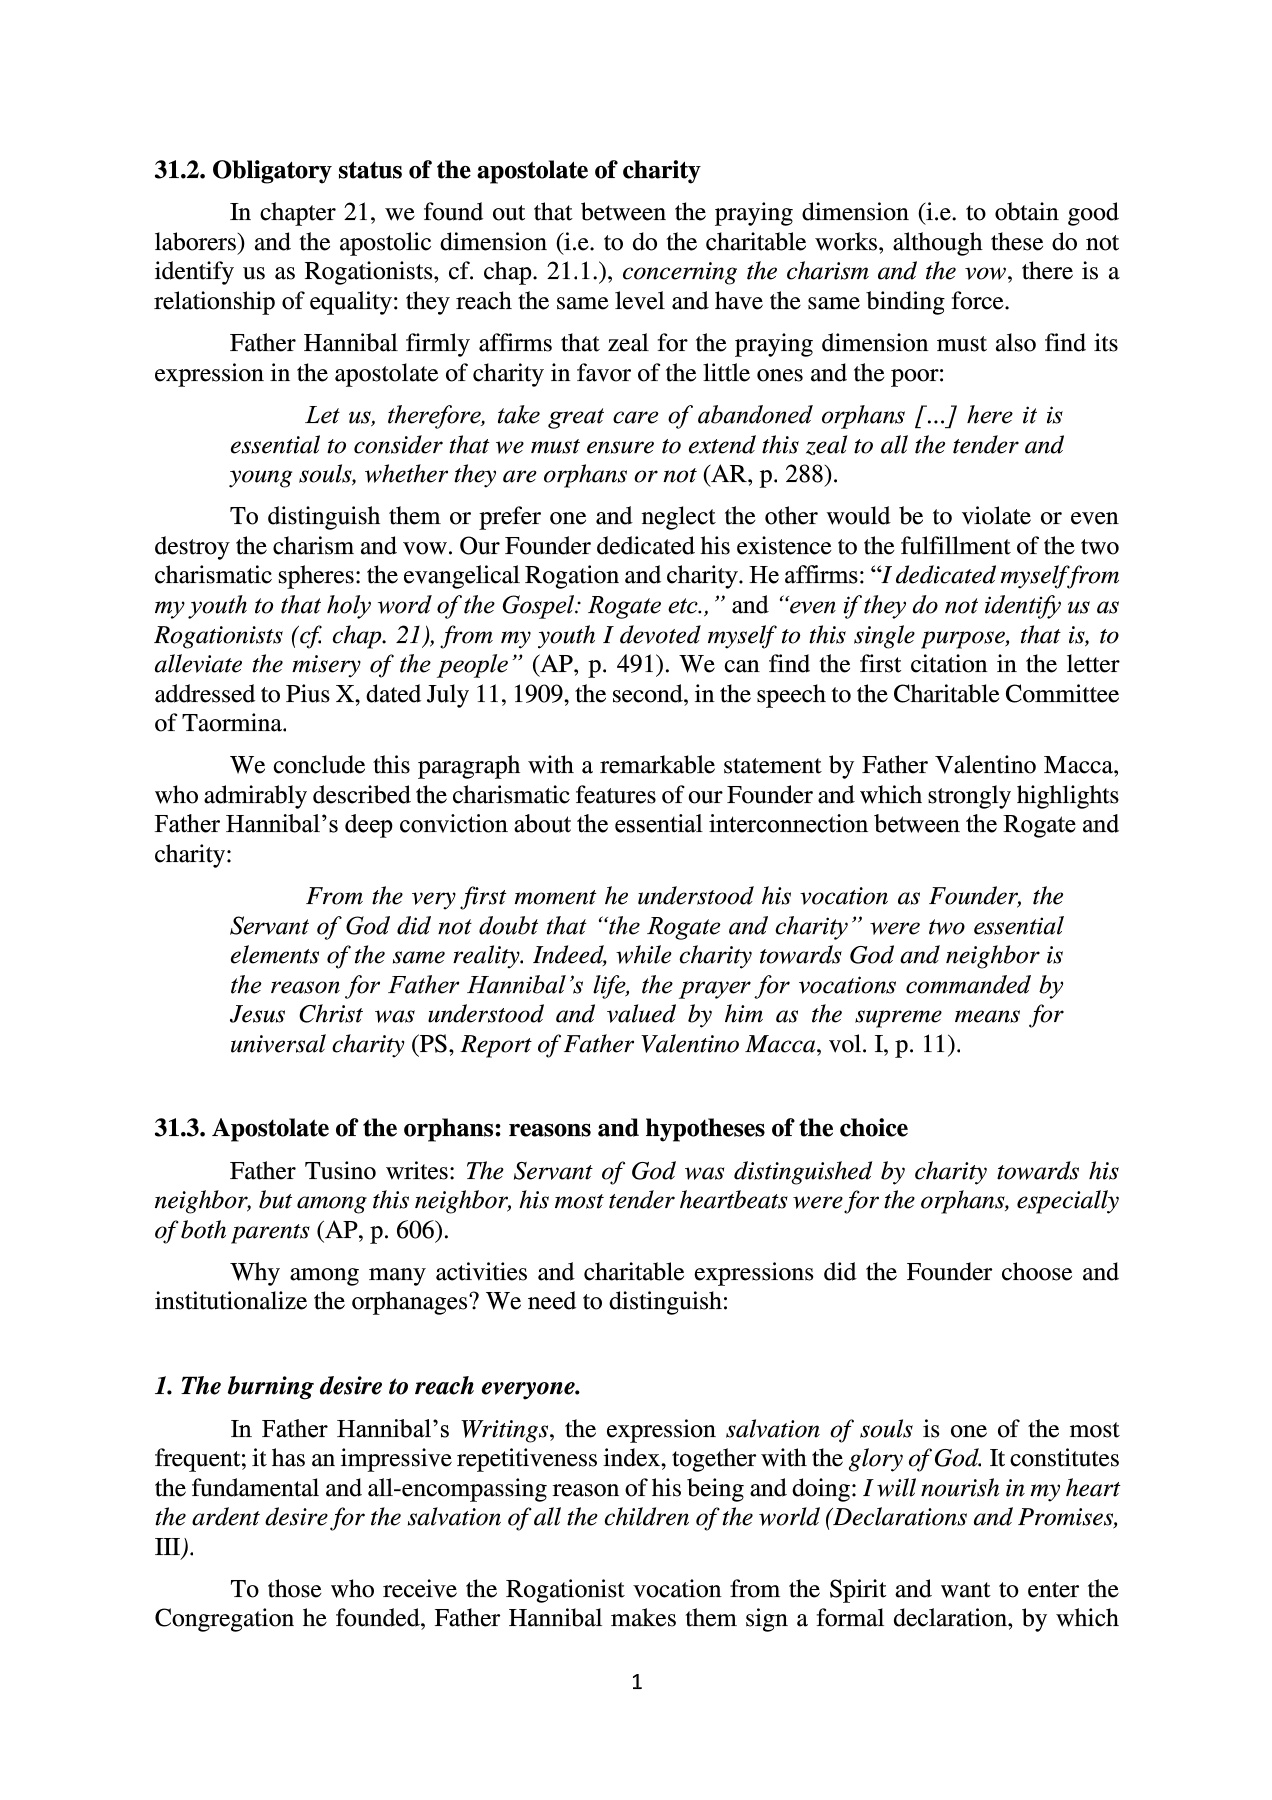 31.2. Obligatory status of the apostolate of charity
In chapter 21, we found out that between the praying dimension (i.e. to obtain good
laborers) and the apostolic dimension (i.e. to do the charitable works, although these do not
identify us as Rogationists, cf. chap. 21.1.), concerning the charism and the vow, there is a
relationship of equality: they reach the same level and have the same binding force.
Father Hannibal firmly affirms that zeal for the praying dimension must also find its
expression in the apostolate of charity in favor of the little ones and the poor:
Let us, therefore, take great care of abandoned orphans [...] here it is
essential to consider that we must ensure to extend this zeal to all the tender and
young souls, whether they are orphans or not (AR, p. 288).
To distinguish them or prefer one and neglect the other would be to violate or even
destroy the charism and vow. Our Founder dedicated his existence to the fulfillment of the two
charismatic spheres: the evangelical Rogation and charity. He affirms: “I dedicated myself from
my youth to that holy word of the Gospel: Rogate etc.,” and “even if they do not identify us as
Rogationists (cf. chap. 21), from my youth I devoted myself to this single purpose, that is, to
alleviate the misery of the people” (AP, p. 491). We can find the first citation in the letter
addressed to Pius X, dated July 11, 1909, the second, in the speech to the Charitable Committee
of Taormina.
We conclude this paragraph with a remarkable statement by Father Valentino Macca,
who admirably described the charismatic features of our Founder and which strongly highlights
Father Hannibal’s deep conviction about the essential interconnection between the Rogate and
charity:
From the very first moment he understood his vocation as Founder, the
Servant of God did not doubt that “the Rogate and charity” were two essential
elements of the same reality. Indeed, while charity towards God and neighbor is
the reason for Father Hannibal’s life, the prayer for vocations commanded by
Jesus Christ was understood and valued by him as the supreme means for
universal charity (PS, Report of Father Valentino Macca, vol. I, p. 11).
31.3. Apostolate of the orphans: reasons and hypotheses of the choice
Father Tusino writes: The Servant of God was distinguished by charity towards his
neighbor, but among this neighbor, his most tender heartbeats were for the orphans, especially
of both parents (AP, p. 606).
Why among many activities and charitable expressions did the Founder choose and
institutionalize the orphanages? We need to distinguish:
1. The burning desire to reach everyone.
In Father Hannibal’s Writings, the expression salvation of souls is one of the most
frequent; it has an impressive repetitiveness index, together with the glory of God. It constitutes
the fundamental and all-encompassing reason of his being and doing: I will nourish in my heart
the ardent desire for the salvation of all the children of the world (Declarations and Promises,
III).
To those who receive the Rogationist vocation from the Spirit and want to enter the
Congregation he founded, Father Hannibal makes them sign a formal declaration, by which
1